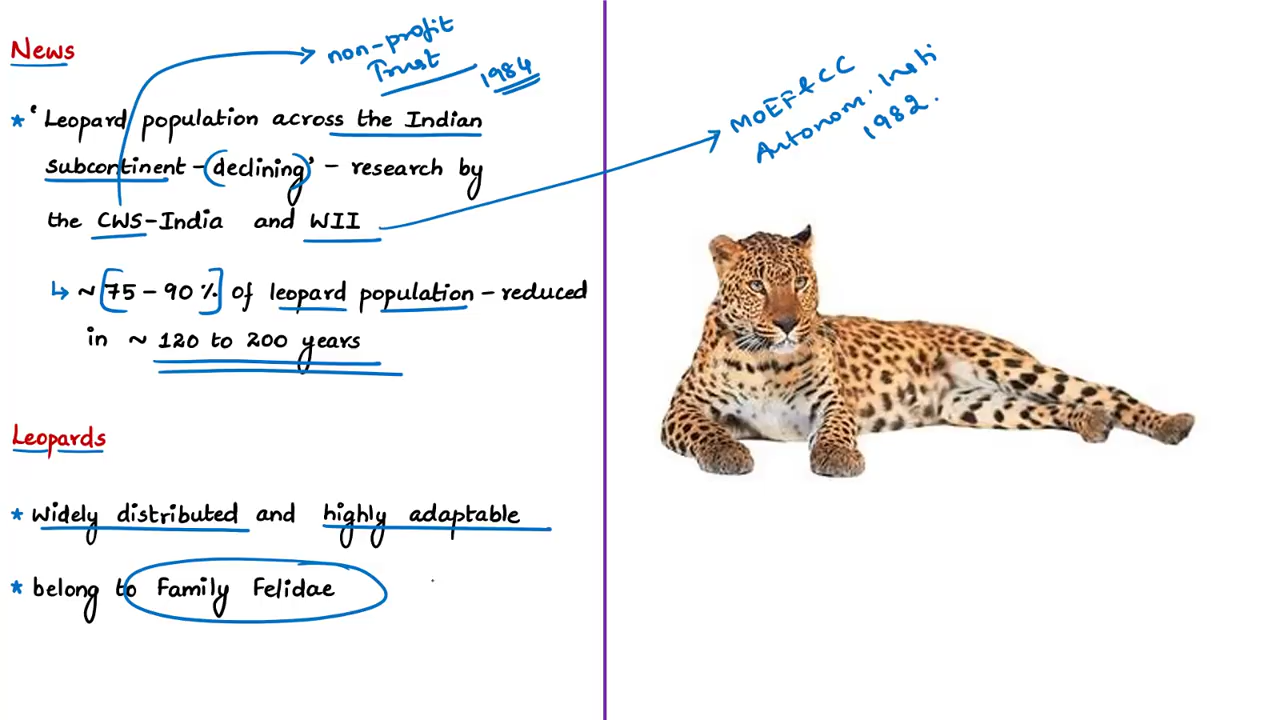 News
non-profit
Trust
1984
* 'Leopard population across the Indian
subcontinent - (declining)' - research by
the CWS-India and WII
↳ ~ [75 - 90 %] of leopard population - reduced
in ~ 120 to 200 years
MOEF&CC
Autonom. Insti
1982.
Leopards
* widely distributed and highly adaptable
* belong to Family Felidae